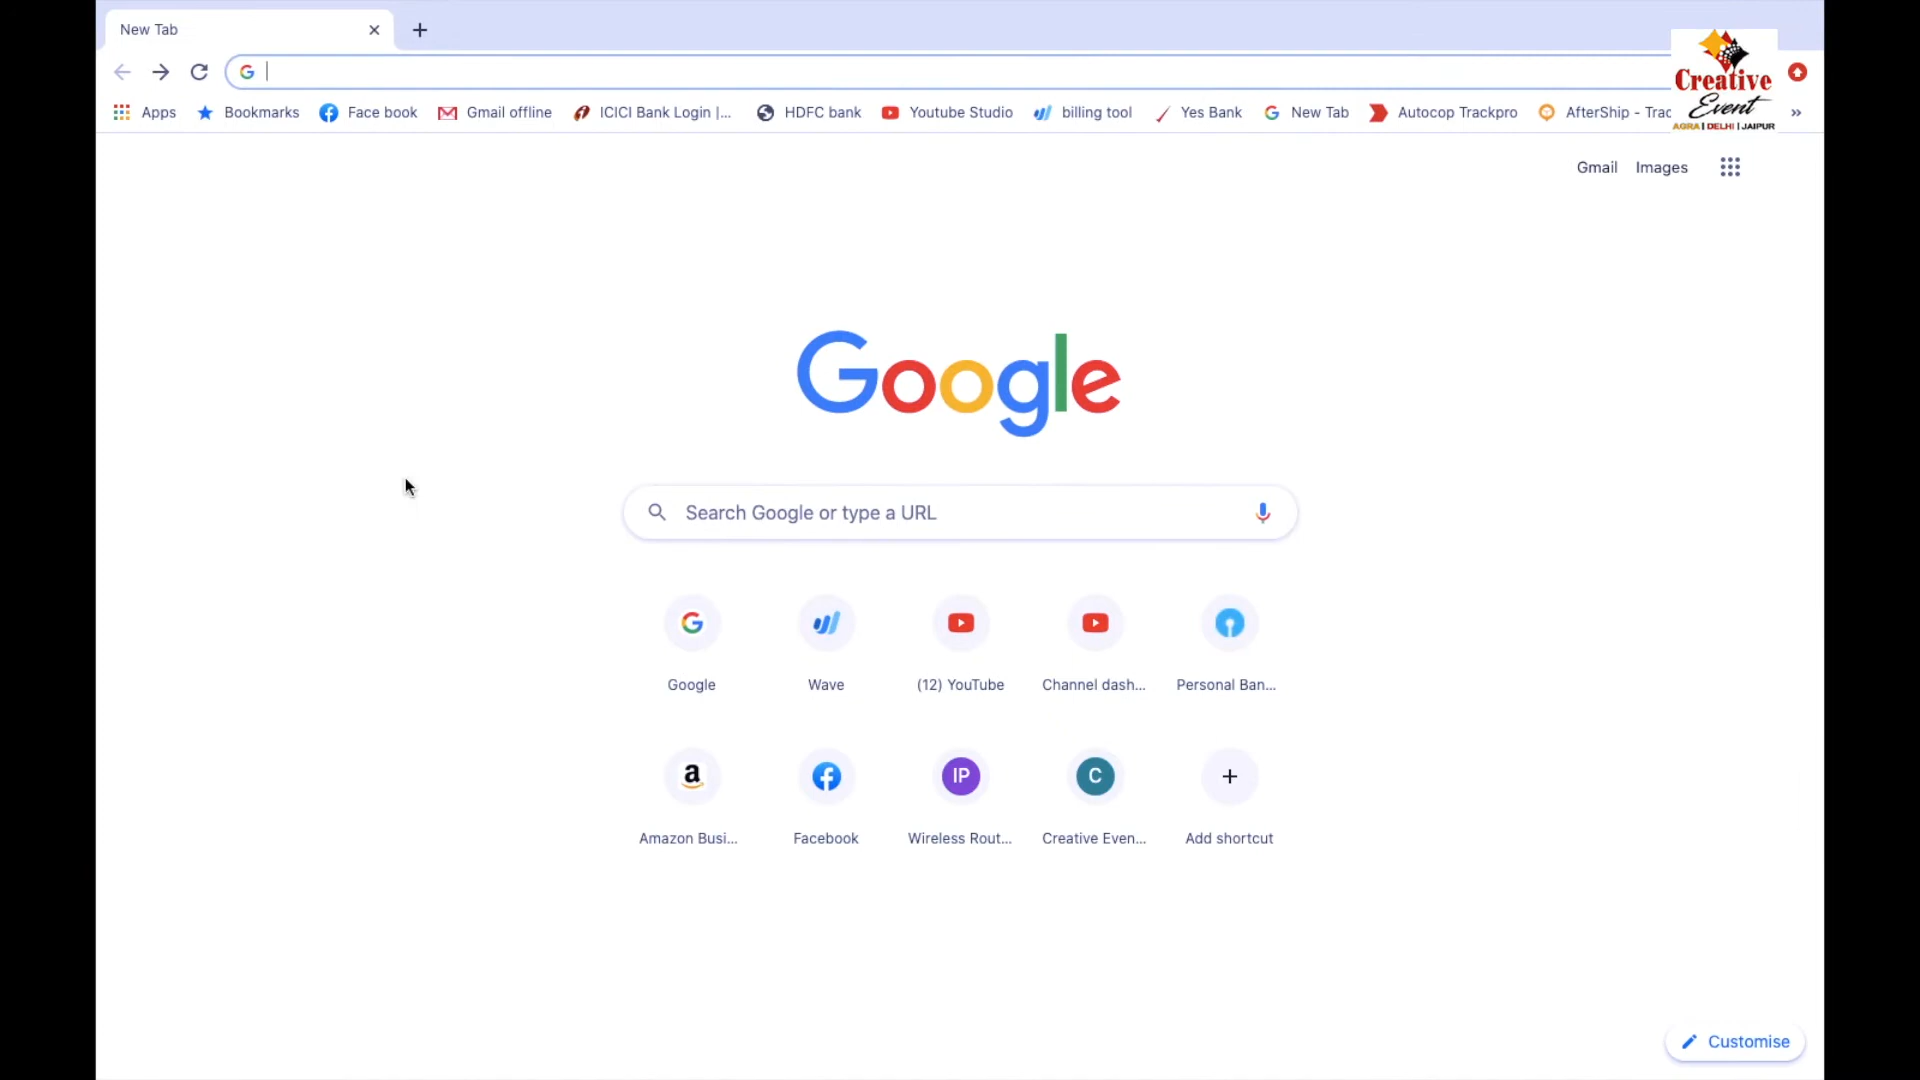 New Tab
Apps Bookmarks Face book Gmail offline ICICI Bank Login |... HDFC bank Youtube Studio billing tool Yes Bank New Tab Autocop Trackpro AfterShip - Trac »
Creative
Event
AGRA | DELHI | JAIPUR
Gmail Images
Google
Search Google or type a URL
Google Wave (12) YouTube Channel dash... Personal Ban...
a IP C
Amazon Busi... Facebook Wireless Rout... Creative Even... Add shortcut
Customise